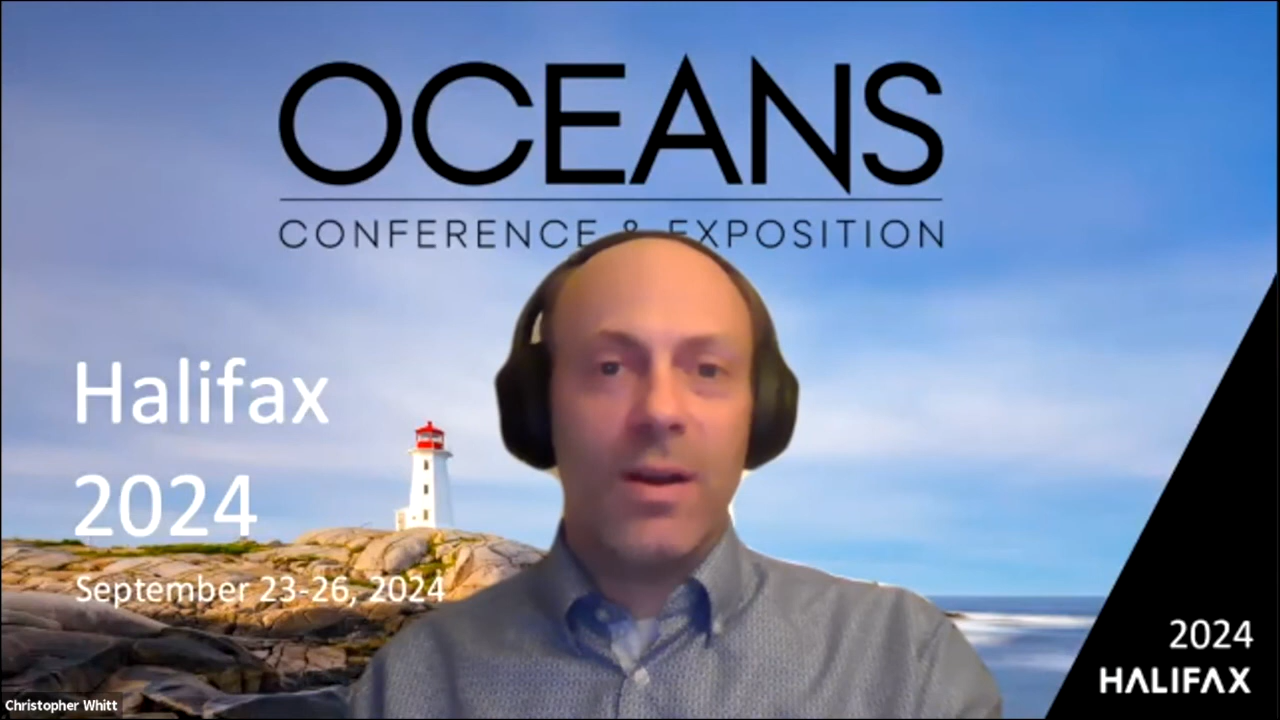 OCEANS
CONFERENCE & EXPOSITION
Halifax
2024
September 23-26, 2024
2024
HALIFAX
Christopher Whitt